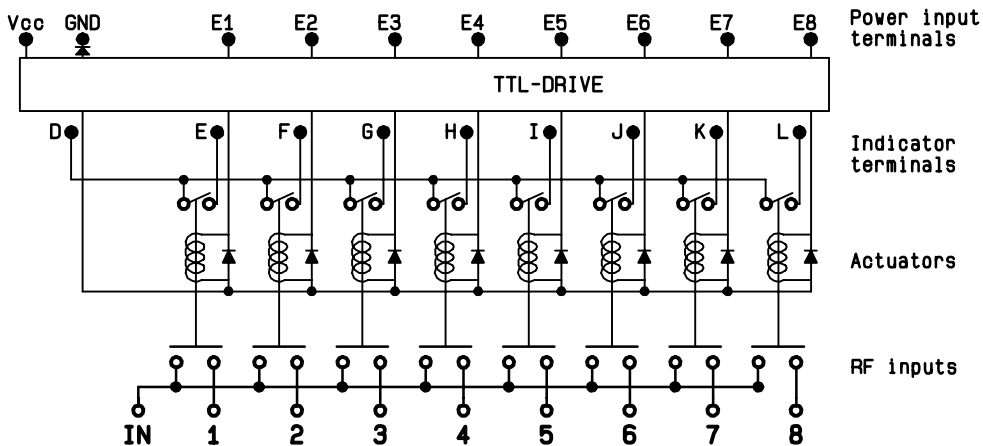 Vcc GND E1 E2 E3 E4 E5 E6 E7 E8
Power input
terminals
TTL-DRIVE
D E F G H I J K L
Indicator
terminals
Actuators
RF inputs
IN 1 2 3 4 5 6 7 8